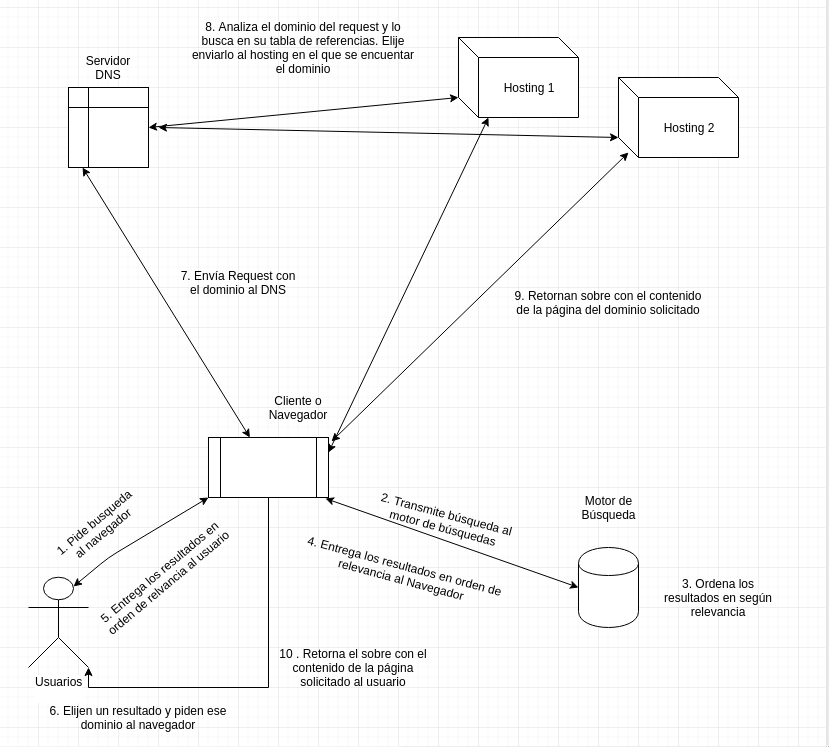 8. Analiza el dominio del request y lo
busca en su tabla de referencias. Elije
enviarlo al hosting en el que se encuentar
el dominio
Servidor
DNS
Hosting 1
Hosting 2
7. Envía Request con
el dominio al DNS
9. Retornan sobre con el contenido
de la página del dominio solicitado
Cliente o
Navegador
1. Pide busqueda
al navegador
2. Transmite búsqueda al
motor de búsquedas
Motor de
Búsqueda
4. Entrega los resultados en orden de
relevancia al Navegador
5. Entrega los resultados en
orden de relvancia al usuario
3. Ordena los
resultados en según
relevancia
10 . Retorna el sobre con el
contenido de la página
solicitado al usuario
Usuarios
6. Elijen un resultado y piden ese
dominio al navegador